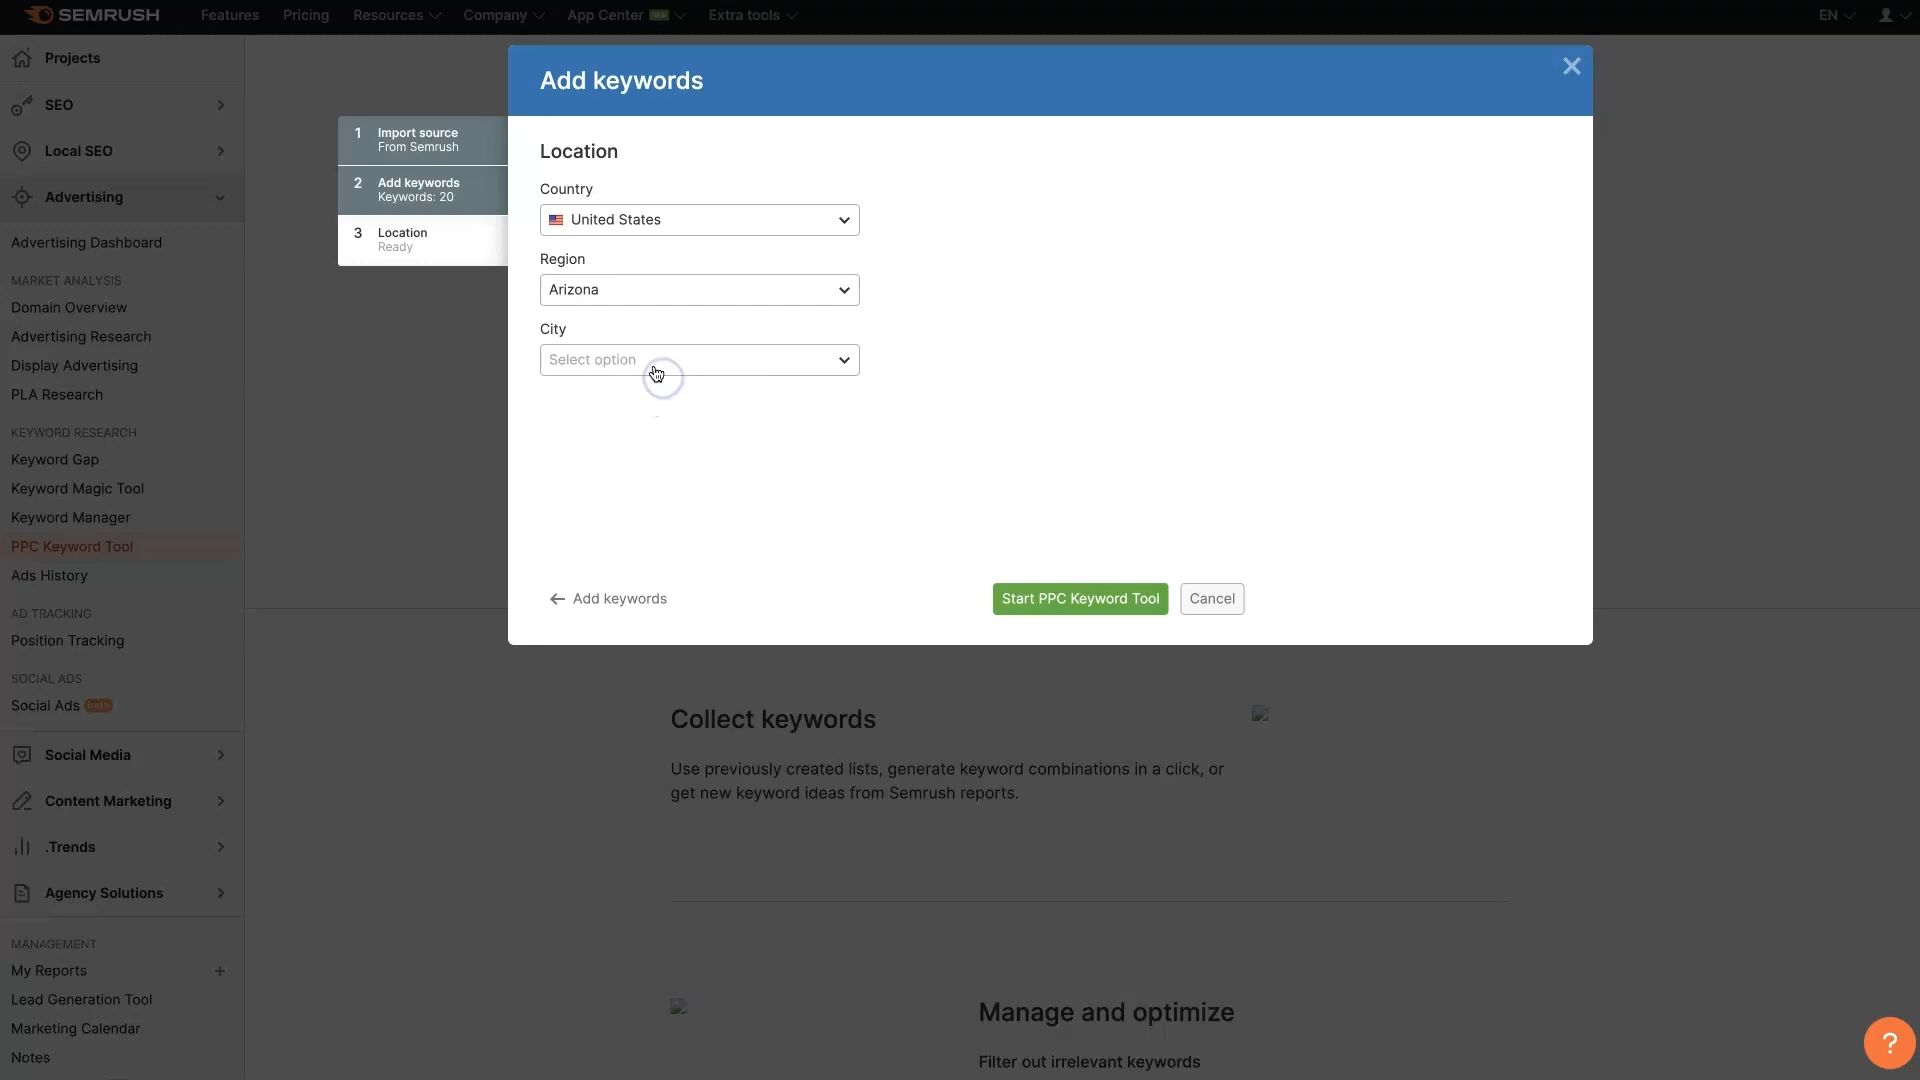 SEMRUSH
Features
Pricing
Resources
Company
App Center
new
Extra tools
EN
Projects
SEO
Local SEO
Advertising
Advertising Dashboard
MARKET ANALYSIS
Domain Overview
Advertising Research
Display Advertising
PLA Research
KEYWORD RESEARCH
Keyword Gap
Keyword Magic Tool
Keyword Manager
PPC Keyword Tool
Ads History
AD TRACKING
Position Tracking
SOCIAL ADS
Social Ads beta
Social Media
Content Marketing
.Trends
Agency Solutions
MANAGEMENT
My Reports +
Lead Generation Tool
Marketing Calendar
Notes
1 Import source
From Semrush
2 Add keywords
Keywords: 20
3 Location
Ready
Add keywords
Location
Country
United States
Region
Arizona
City
Select option
Add keywords
Start PPC Keyword Tool
Cancel
Collect keywords
Use previously created lists, generate keyword combinations in a click, or
get new keyword ideas from Semrush reports.
Manage and optimize
Filter out irrelevant keywords
?